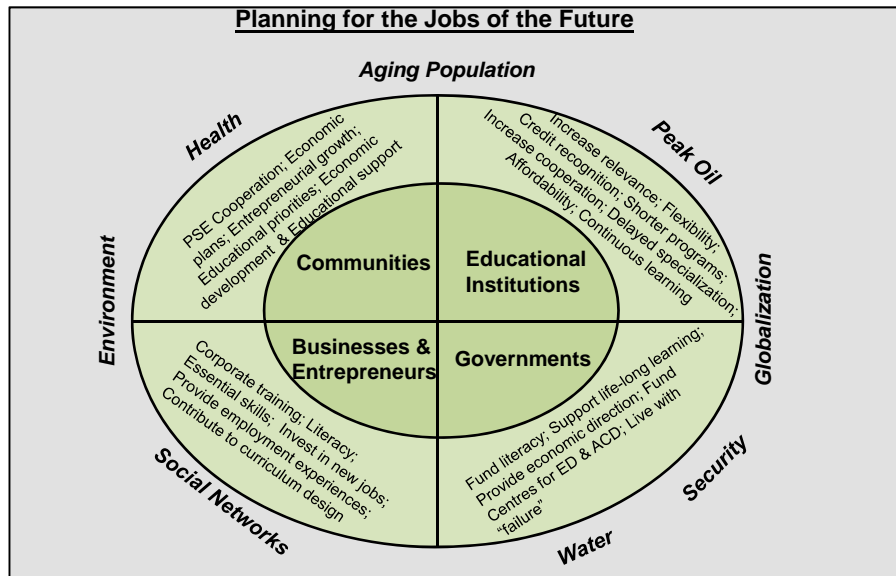 Planning for the Jobs of the Future
Aging Population
Health
Peak Oil
Environment
Globalization
Social Networks
Security
Water
PSE Cooperation; Economic
plans; Entrepreneurial growth;
Educational priorities; Economic
development & Educational support
Increase relevance; Flexibility;
Credit recognition; Shorter programs;
Increase cooperation; Delayed specialization;
Affordability; Continuous learning
Communities
Educational
Institutions
Businesses &
Entrepreneurs
Governments
Corporate training; Literacy;
Essential skills; Invest in new jobs;
Provide employment experiences;
Contribute to curriculum design
Fund literacy; Support life-long learning;
Provide economic direction; Fund
Centres for ED & ACD; Live with
“failure”